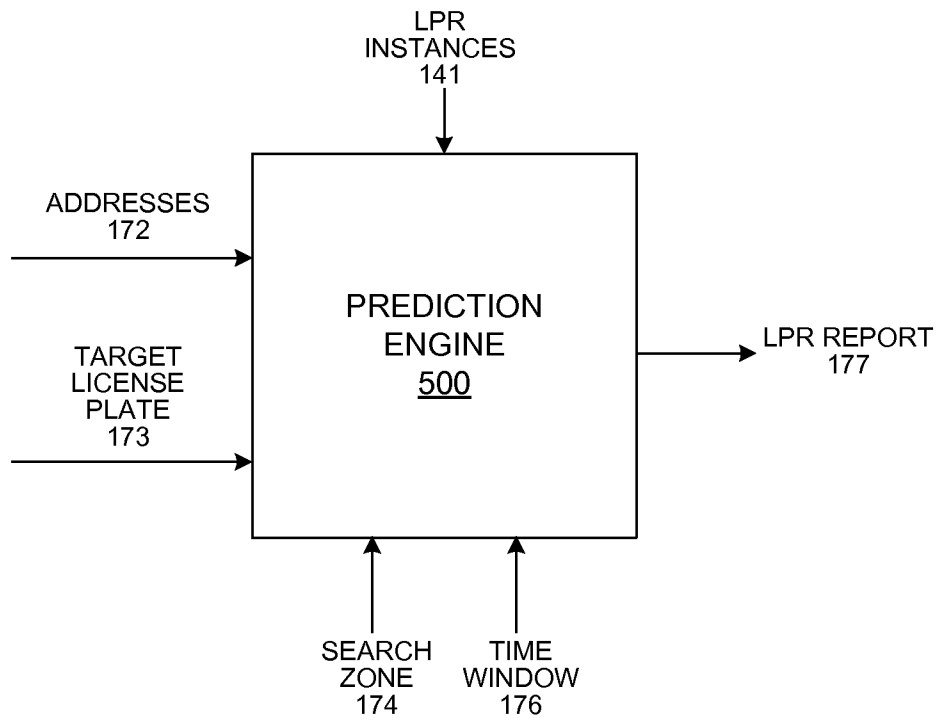 LPR
INSTANCES
141
ADDRESSES
172
PREDICTION
ENGINE
500
TARGET
LICENSE
PLATE
173
LPR REPORT
177
SEARCH
ZONE
174
TIME
WINDOW
176